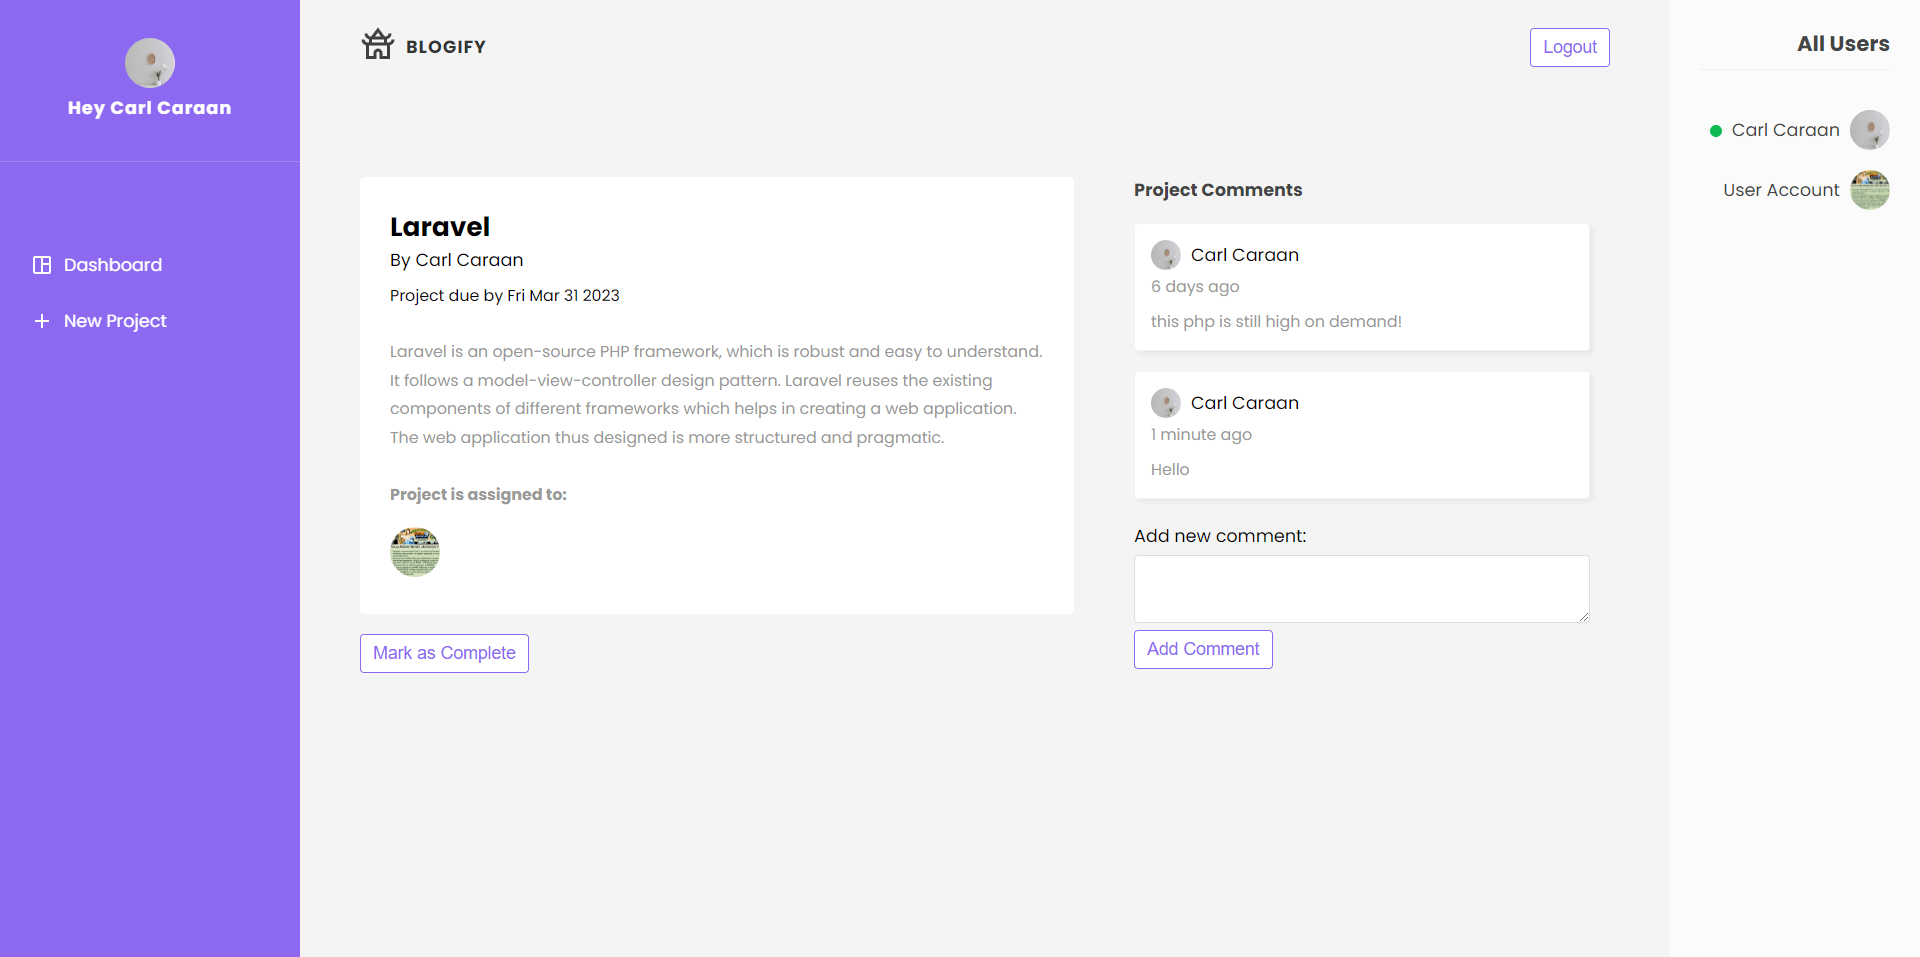 Hey Carl Caraan
Dashboard
New Project
BLOGIFY
Logout
Laravel
By Carl Caraan
Project due by Fri Mar 31 2023
Laravel is an open-source PHP framework, which is robust and easy to understand.
It follows a model-view-controller design pattern. Laravel reuses the existing
components of different frameworks which helps in creating a web application.
The web application thus designed is more structured and pragmatic.
Project is assigned to:
Mark as Complete
Project Comments
Carl Caraan
6 days ago
this php is still high on demand!
Carl Caraan
1 minute ago
Hello
Add new comment:
Add Comment
All Users
Carl Caraan
User Account